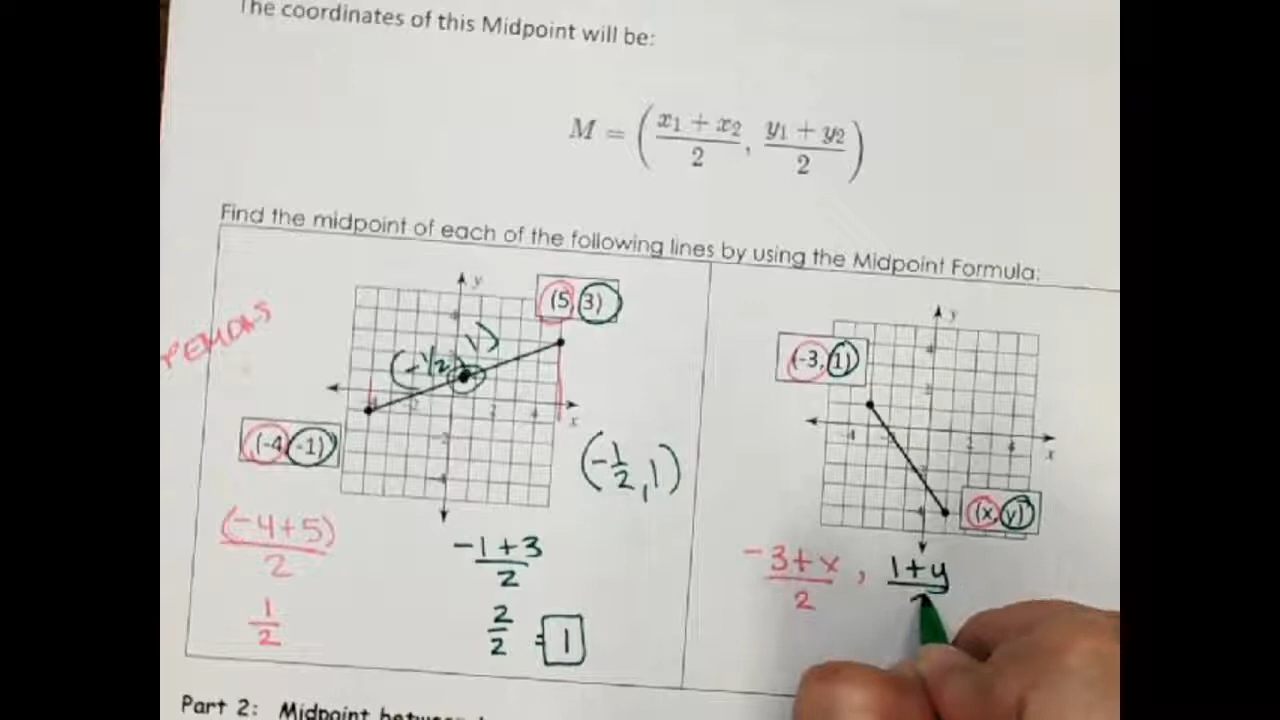 The coordinates of this Midpoint will be:
M = ( x₁ + x₂ / 2 , y₁ + y₂ / 2 )
Find the midpoint of each of the following lines by using the Midpoint Formula:
y
(5, 3)
(-1/2, 1)
x
(-4, -1)
(-1/2, 1)
(-4+5)/2
1/2
-1+3/2
2/2 = 1
y
(-3, 1)
x
(x, y)
-3+x/2 , 1+y
Part 2: Midpoint